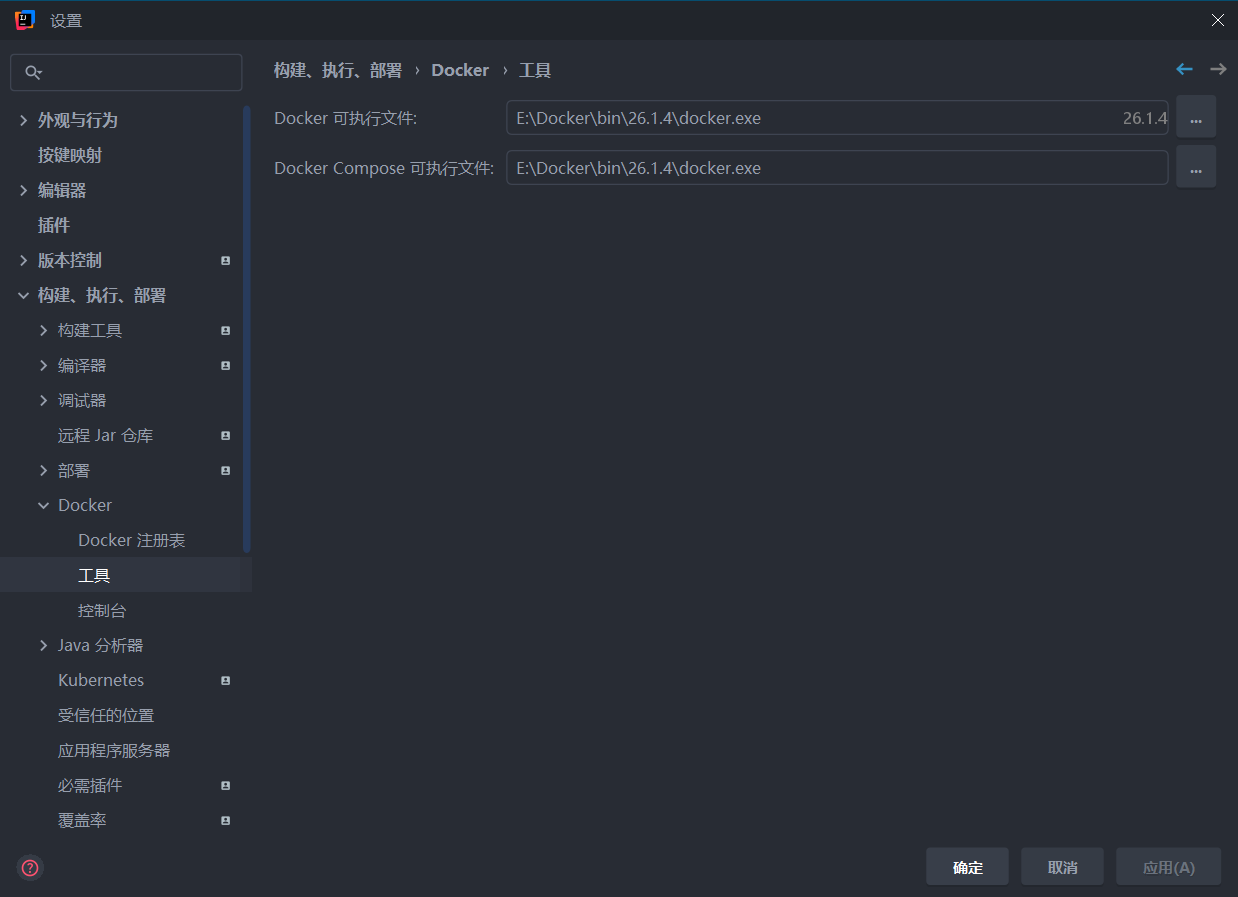 设置
外观与行为
按键映射
编辑器
插件
版本控制
构建、执行、部署
构建工具
编译器
调试器
远程 Jar 仓库
部署
Docker
Docker 注册表
工具
控制台
Java 分析器
Kubernetes
受信任的位置
应用程序服务器
必需插件
覆盖率
构建、执行、部署 › Docker › 工具
Docker 可执行文件: E:\Docker\bin\26.1.4\docker.exe 26.1.4 ...
Docker Compose 可执行文件: E:\Docker\bin\26.1.4\docker.exe ...
确定 取消 应用(A)